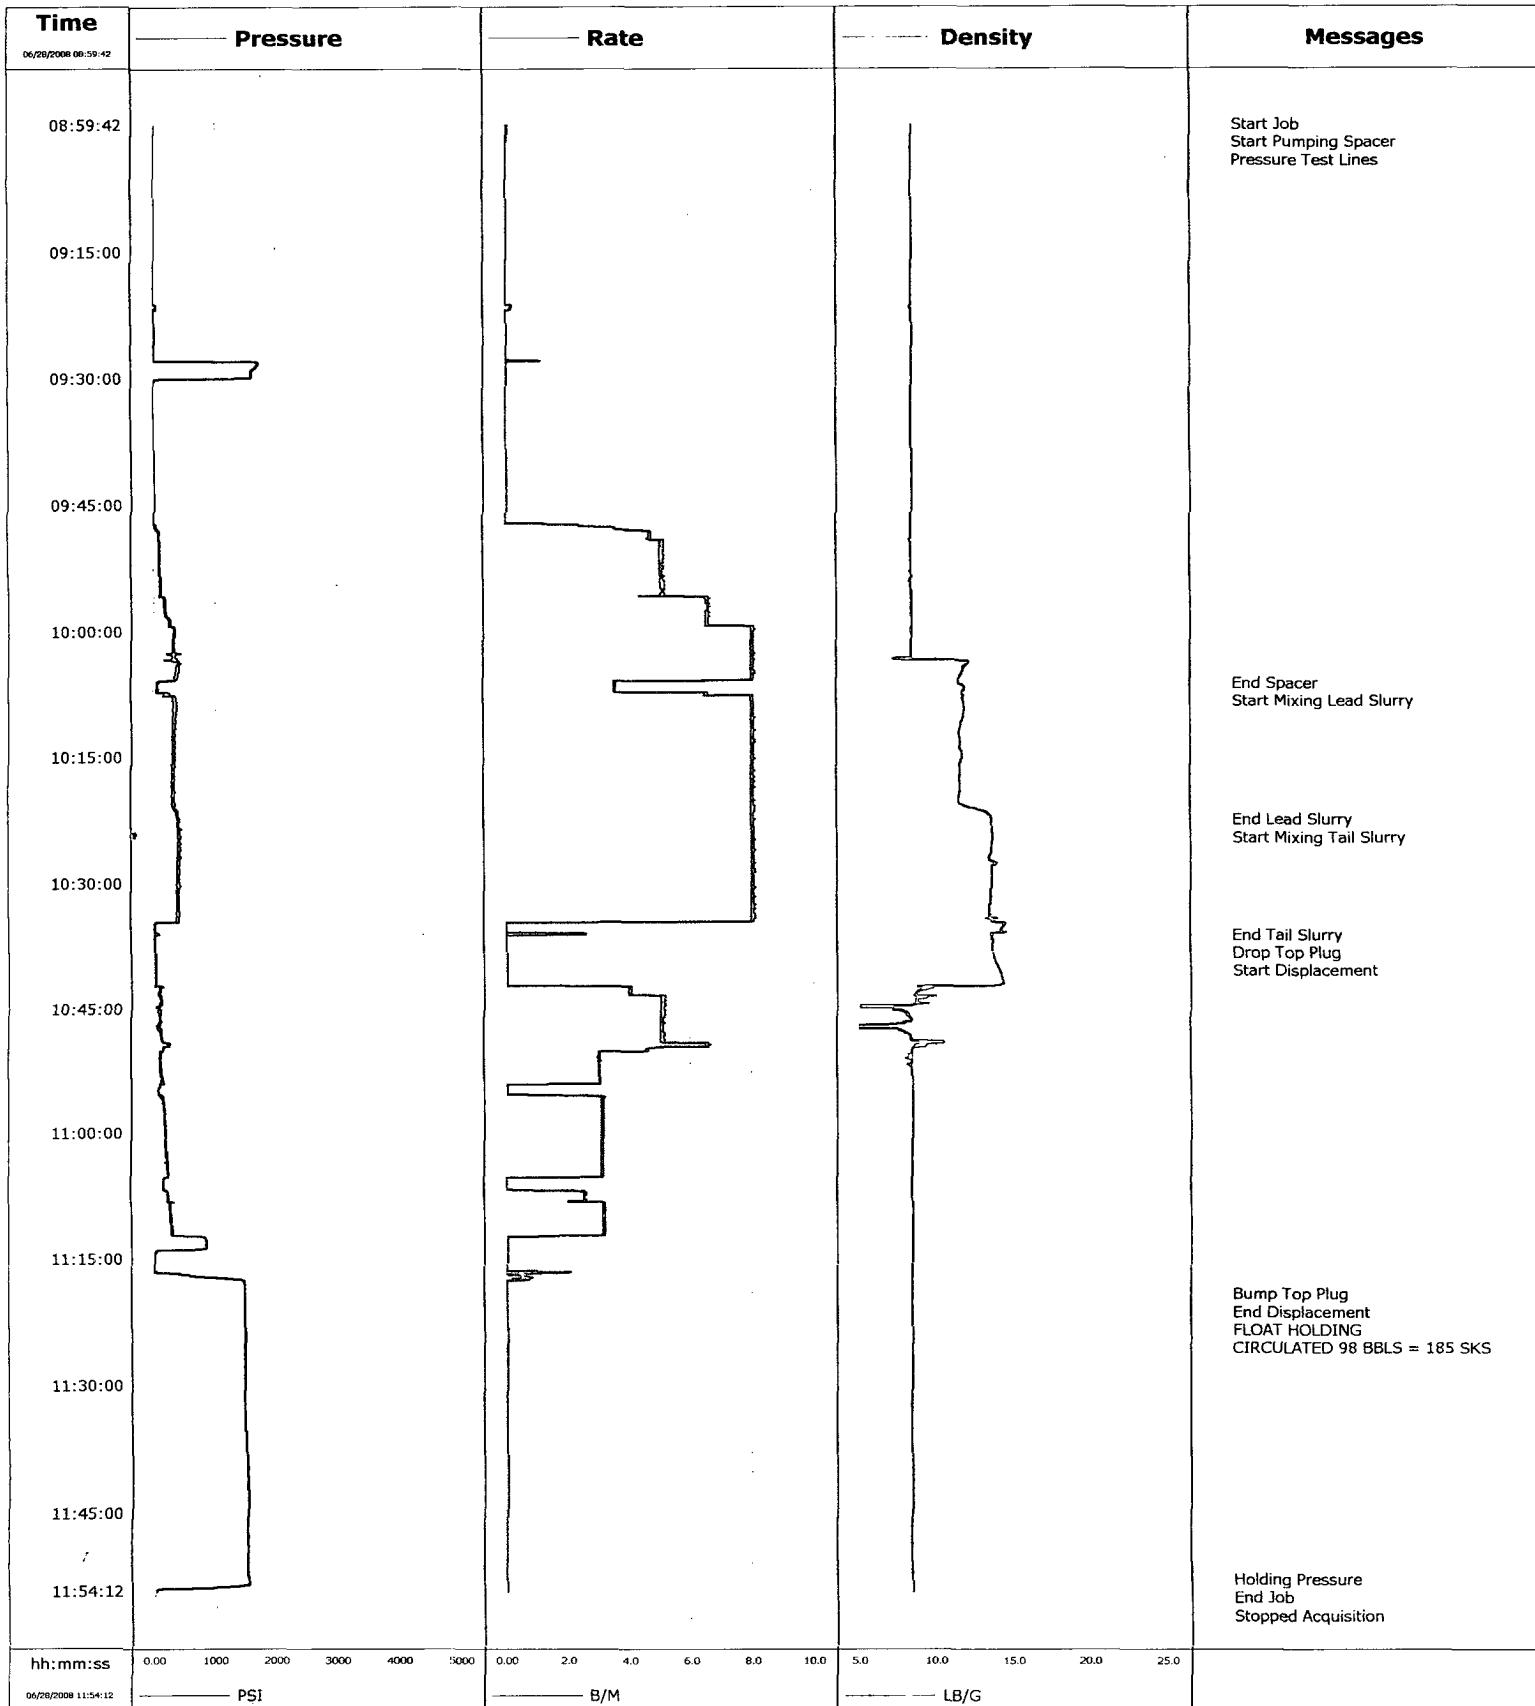 Time
06/28/2008 08:59:42
Pressure
Rate
Density
Messages
08:59:42
Start Job
Start Pumping Spacer
Pressure Test Lines
09:15:00
09:30:00
09:45:00
10:00:00
End Spacer
Start Mixing Lead Slurry
10:15:00
End Lead Slurry
Start Mixing Tail Slurry
10:30:00
End Tail Slurry
Drop Top Plug
Start Displacement
10:45:00
11:00:00
11:15:00
Bump Top Plug
End Displacement
FLOAT HOLDING
CIRCULATED 98 BBLS = 185 SKS
11:30:00
11:45:00
11:54:12
Holding Pressure
End Job
Stopped Acquisition
hh:mm:ss
0.00 1000 2000 3000 4000 5000
0.00 2.0 4.0 6.0 8.0 10.0
5.0 10.0 15.0 20.0 25.0
06/28/2008 11:54:12
PSI
B/M
LB/G